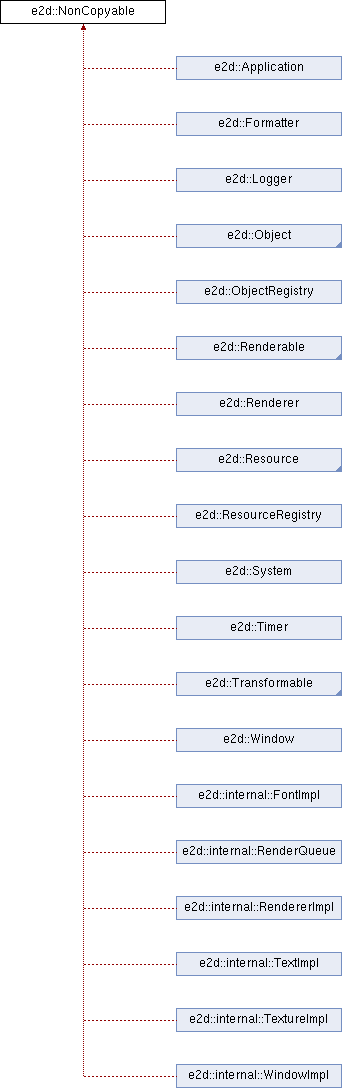 e2d::NonCopyable
e2d::Application
e2d::Formatter
e2d::Logger
e2d::Object
e2d::ObjectRegistry
e2d::Renderable
e2d::Renderer
e2d::Resource
e2d::ResourceRegistry
e2d::System
e2d::Timer
e2d::Transformable
e2d::Window
e2d::internal::FontImpl
e2d::internal::RenderQueue
e2d::internal::RendererImpl
e2d::internal::TextImpl
e2d::internal::TextureImpl
e2d::internal::WindowImpl